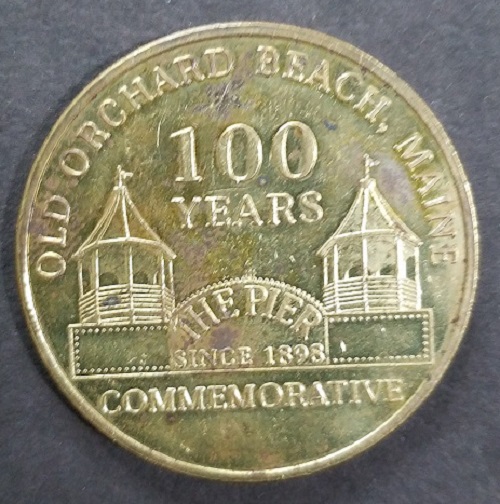 OLD ORCHARD BEACH, MAINE
100
YEARS
THE PIER
SINCE 1898
COMMEMORATIVE